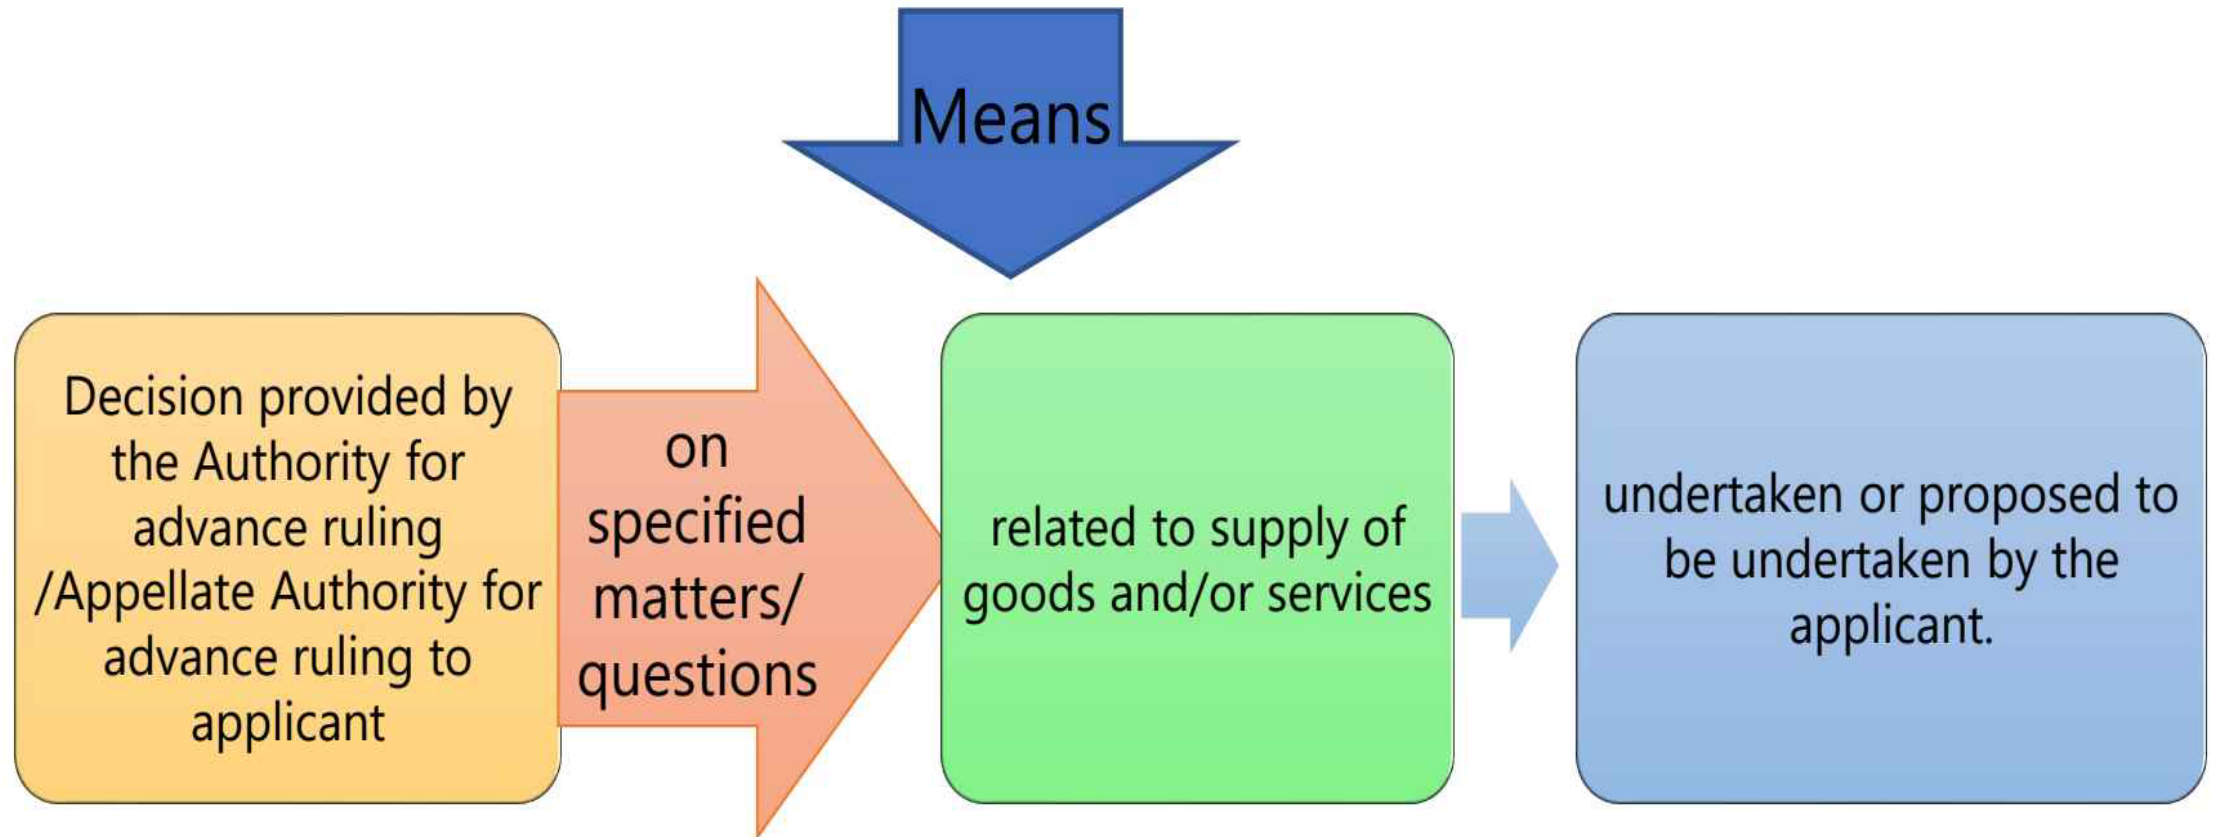 Means
Decision provided by
the Authority for
advance ruling
/Appellate Authority for
advance ruling to
applicant
on
specified
matters/
questions
related to supply of
goods and/or services
undertaken or proposed to
be undertaken by the
applicant.